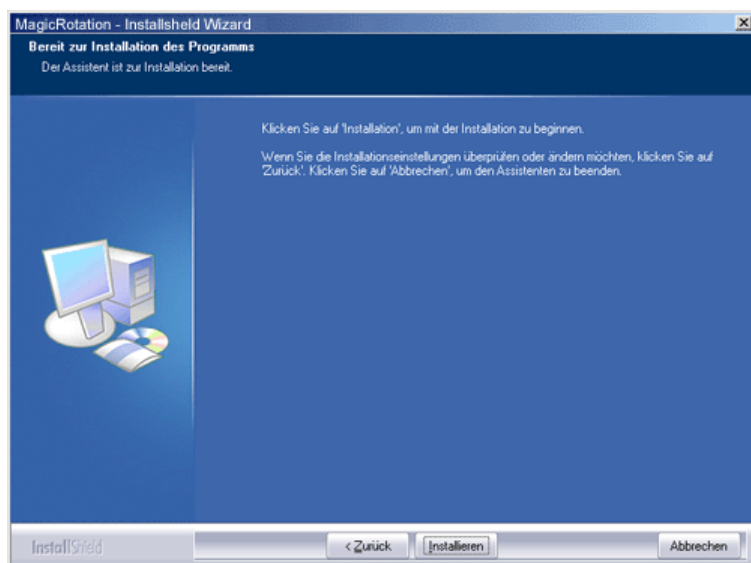 MagicRotation - Installsheld Wizard
Bereit zur Installation des Programms
Der Assistent ist zur Installation bereit.
Klicken Sie auf 'Installation', um mit der Installation zu beginnen.
Wenn Sie die Installationseinstellungen überprüfen oder ändern möchten, klicken Sie auf
'Zurück'. Klicken Sie auf 'Abbrechen', um den Assistenten zu beenden.
InstallShield
< Zurück
Installieren
Abbrechen